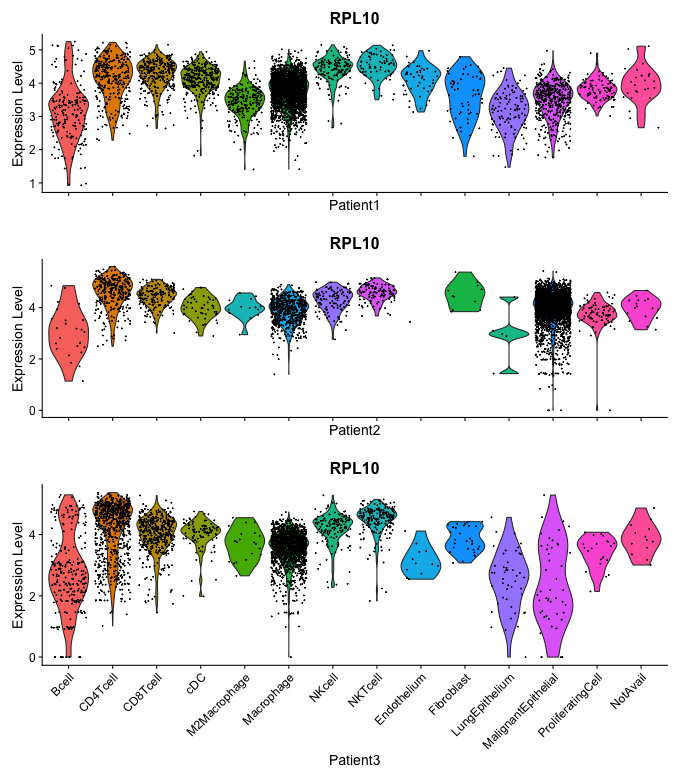 RPL10
Expression Level
5
4
3
2
1
Patient1
RPL10
Expression Level
4
2
0
Patient2
RPL10
Expression Level
4
2
0
Bcell
CD4Tcell
CD8Tcell
cDC
M2Macrophage
Macrophage
NKcell
NKTcell
Endothelium
Fibroblast
LungEpithelium
MalignantEpithelial
ProliferatingCell
NotAvail
Patient3